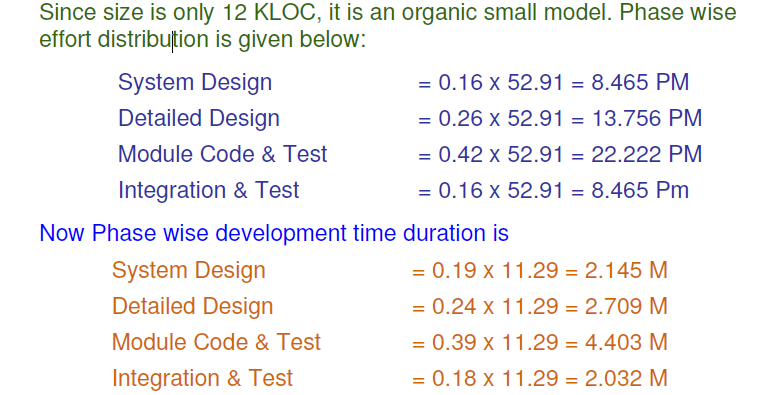 Since size is only 12 KLOC, it is an organic small model. Phase wise
effort distribution is given below:
System Design = 0.16 x 52.91 = 8.465 PM
Detailed Design = 0.26 x 52.91 = 13.756 PM
Module Code & Test = 0.42 x 52.91 = 22.222 PM
Integration & Test = 0.16 x 52.91 = 8.465 Pm
Now Phase wise development time duration is
System Design = 0.19 x 11.29 = 2.145 M
Detailed Design = 0.24 x 11.29 = 2.709 M
Module Code & Test = 0.39 x 11.29 = 4.403 M
Integration & Test = 0.18 x 11.29 = 2.032 M